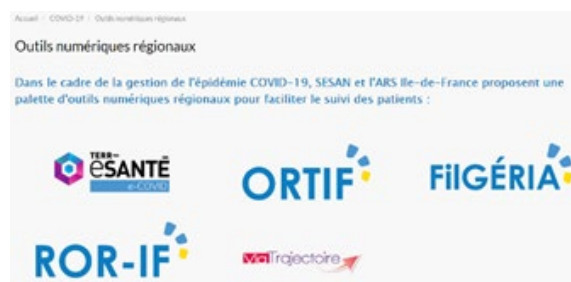 Accueil / COVID-19 / Outils numériques régionaux
Outils numériques régionaux
Dans le cadre de la gestion de l'épidémie COVID-19, SESAN et l'ARS Ile-de-France proposent une
palette d'outils numériques régionaux pour faciliter le suivi des patients :
TERR-
eSANTÉ
e-COVID
ORTIF
FilGÉRIA
ROR-IF
ViaTrajectoire